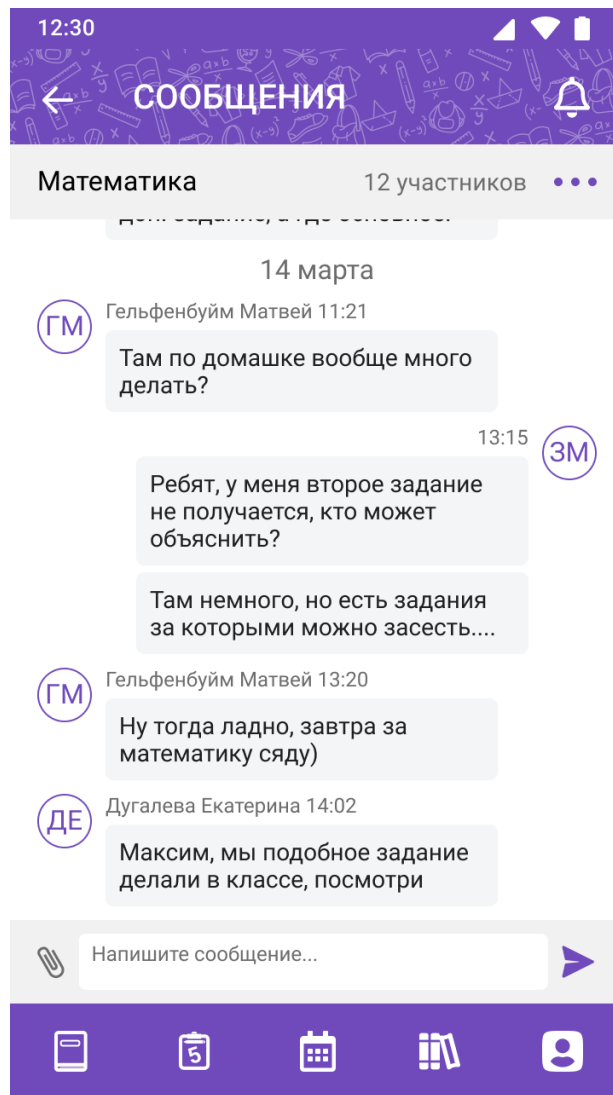 12:30
СООБЩЕНИЯ
Математика 12 участников
14 марта
Гельфенбуйм Матвей 11:21
ГМ
Там по домашке вообще много
делать?
13:15
ЗМ
Ребят, у меня второе задание
не получается, кто может
объяснить?
Там немного, но есть задания
за которыми можно засесть....
Гельфенбуйм Матвей 13:20
ГМ
Ну тогда ладно, завтра за
математику сяду)
Дугалева Екатерина 14:02
ДЕ
Максим, мы подобное задание
делали в классе, посмотри
Напишите сообщение...
5